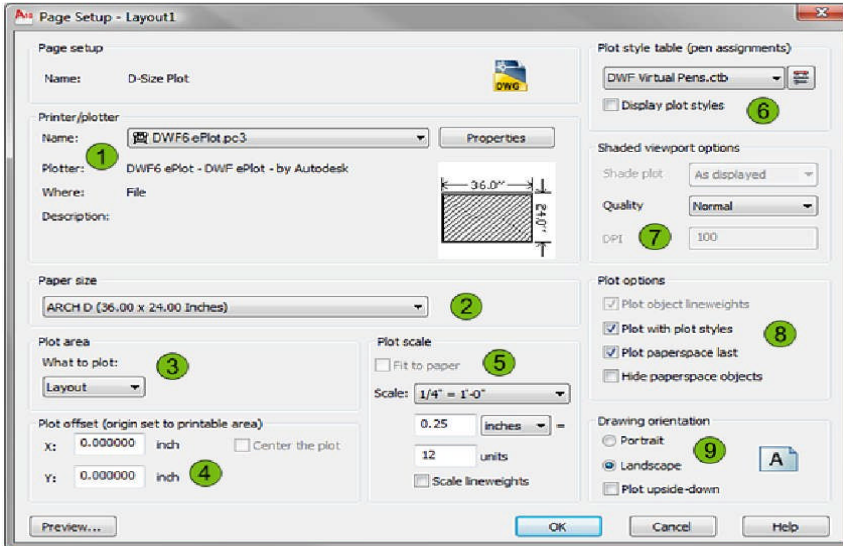 Page Setup - Layout1
Page setup
Name: D-Size Plot
DWG
Printer/plotter
Name: DWF6 ePlot.pc3 Properties
1
Plotter: DWF6 ePlot - DWF ePlot - by Autodesk
Where: File
Description:
36.0''
24.0''
Paper size
ARCH D (36.00 x 24.00 Inches)
2
Plot area
What to plot:
3
Layout
Plot offset (origin set to printable area)
X: 0.000000 inch Center the plot
Y: 0.000000 inch 4
Plot scale
Fit to paper 5
Scale: 1/4" = 1'-0"
0.25 inches =
12 units
Scale lineweights
Plot style table (pen assignments)
DWF Virtual Pens.ctb
Display plot styles 6
Shaded viewport options
Shade plot As displayed
Quality Normal
DPI 7 100
Plot options
Plot object lineweights
Plot with plot styles 8
Plot paperspace last
Hide paperspace objects
Drawing orientation
Portrait
9
Landscape A
Plot upside-down
Preview... OK Cancel Help